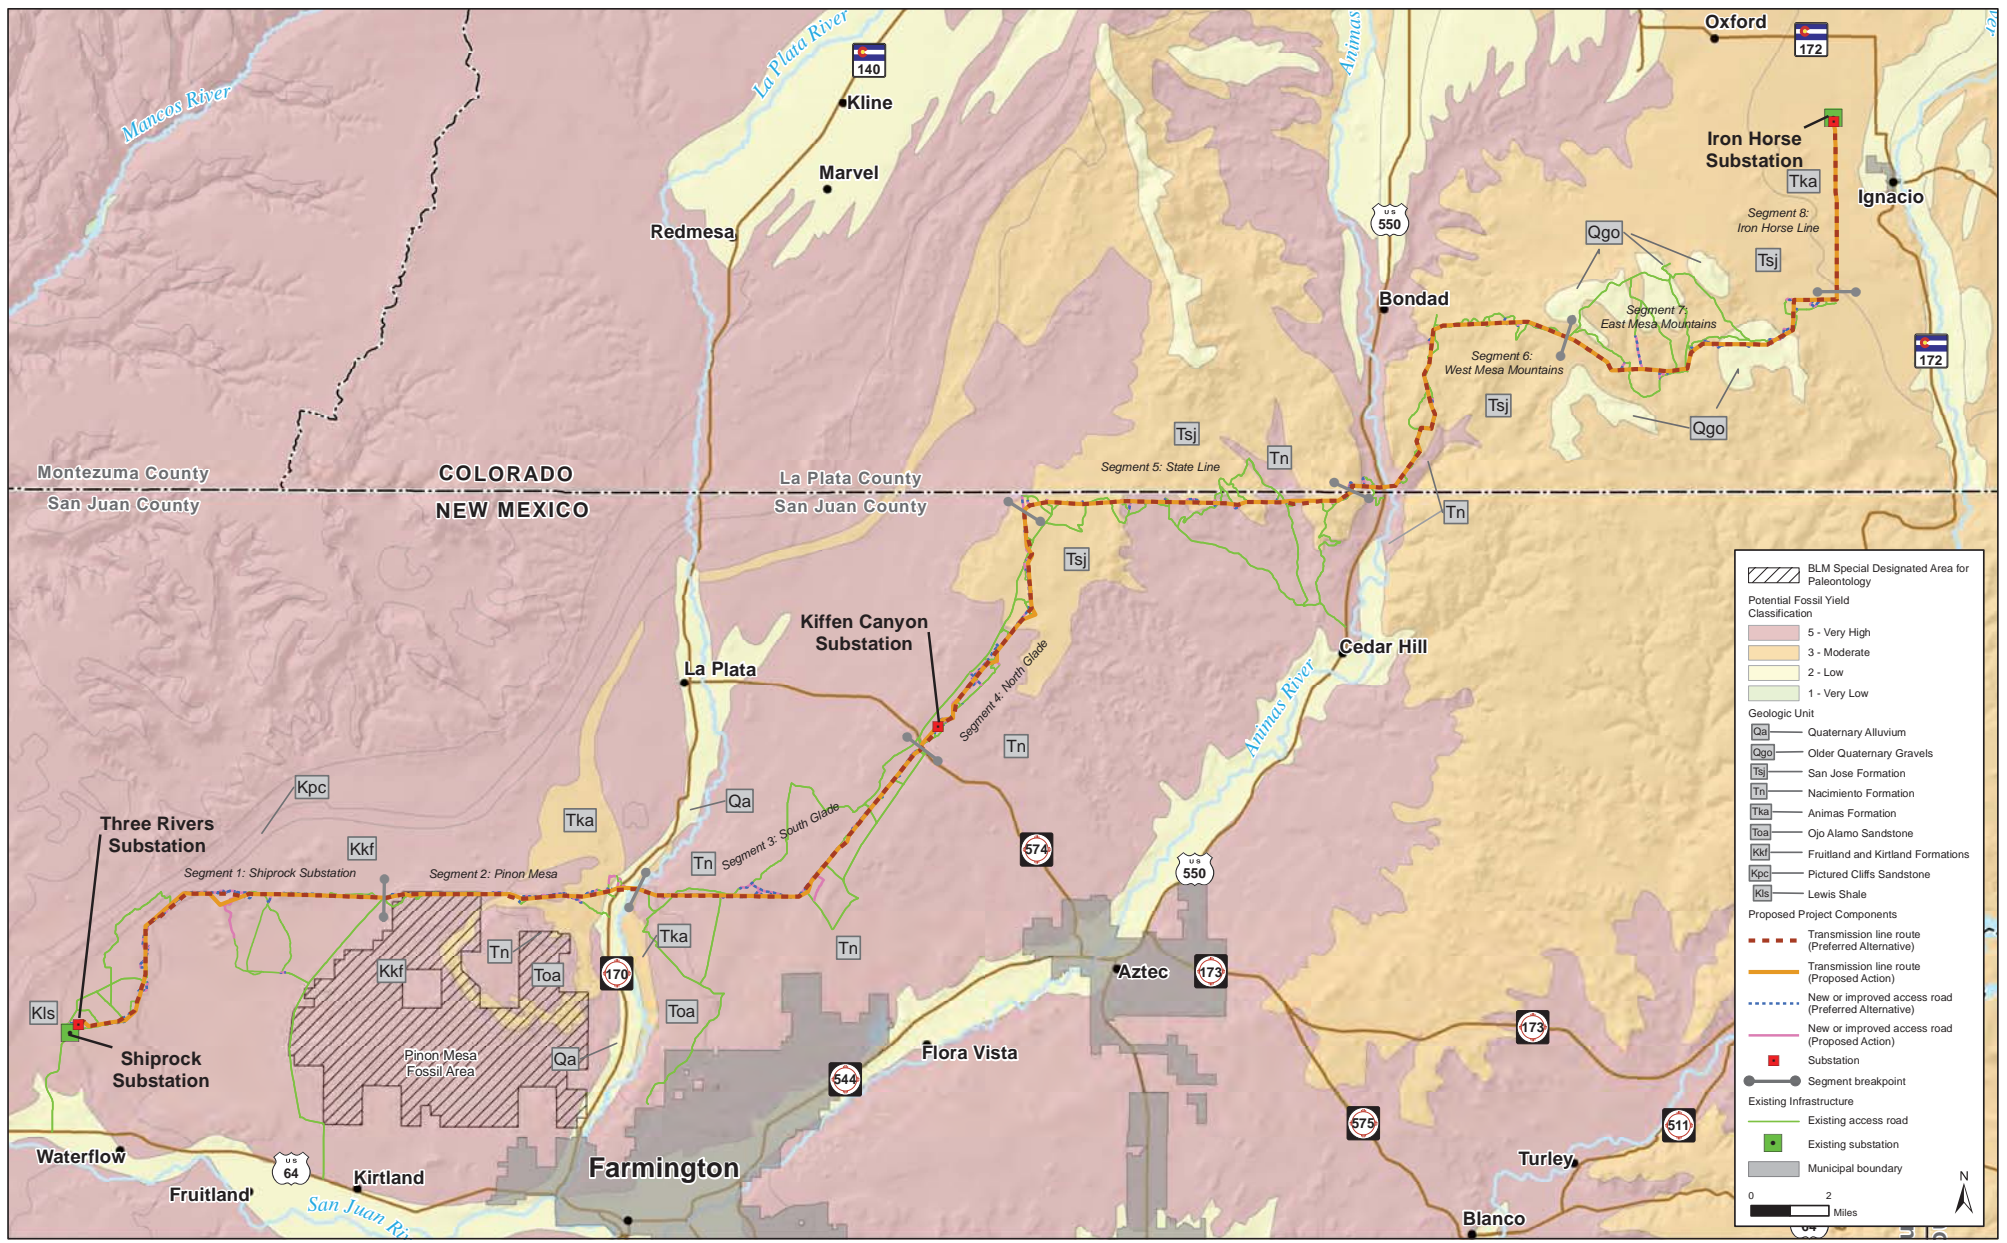 Oxford
172
Animas
La Plata River
140
Kline
Mancos River
Iron Horse
Substation
Tka
Ignacio
Marvel
Segment 8:
Iron Horse Line
US
550
Redmesa
Qgo
Tsj
Bondad
Segment 7:
East Mesa Mountains
172
Segment 6:
West Mesa Mountains
Tsj
Qgo
Tsj
Tn
Segment 5: State Line
Montezuma County
COLORADO
La Plata County
San Juan County
NEW MEXICO
San Juan County
Tn
Tsj
Kiffen Canyon
Substation
Cedar Hill
La Plata
Segment 4: North Glade
Animas River
Tn
Kpc
Qa
Three Rivers
Substation
Tka
Segment 3: South Glade
574
Kkf
Tn
US
550
Segment 1: Shiprock Substation
Segment 2: Pinon Mesa
Tka
Tn
Tn
Kkf
Toa
170
Aztec
173
Kls
Toa
173
Shiprock
Substation
Pinon Mesa
Fossil Area
Qa
Flora Vista
544
575
511
Waterflow
US
64
Farmington
Turley
Fruitland
Kirtland
San Juan Ri
Blanco
BLM Special Designated Area for
Paleontology
Potential Fossil Yield
Classification
5 - Very High
3 - Moderate
2 - Low
1 - Very Low
Geologic Unit
Qa Quaternary Alluvium
Qgo Older Quaternary Gravels
Tsj San Jose Formation
Tn Nacimiento Formation
Tka Animas Formation
Toa Ojo Alamo Sandstone
Kkf Fruitland and Kirtland Formations
Kpc Pictured Cliffs Sandstone
Kls Lewis Shale
Proposed Project Components
Transmission line route
(Preferred Alternative)
Transmission line route
(Proposed Action)
New or improved access road
(Preferred Alternative)
New or improved access road
(Proposed Action)
Substation
Segment breakpoint
Existing Infrastructure
Existing access road
Existing substation
Municipal boundary
N
0 2
Miles